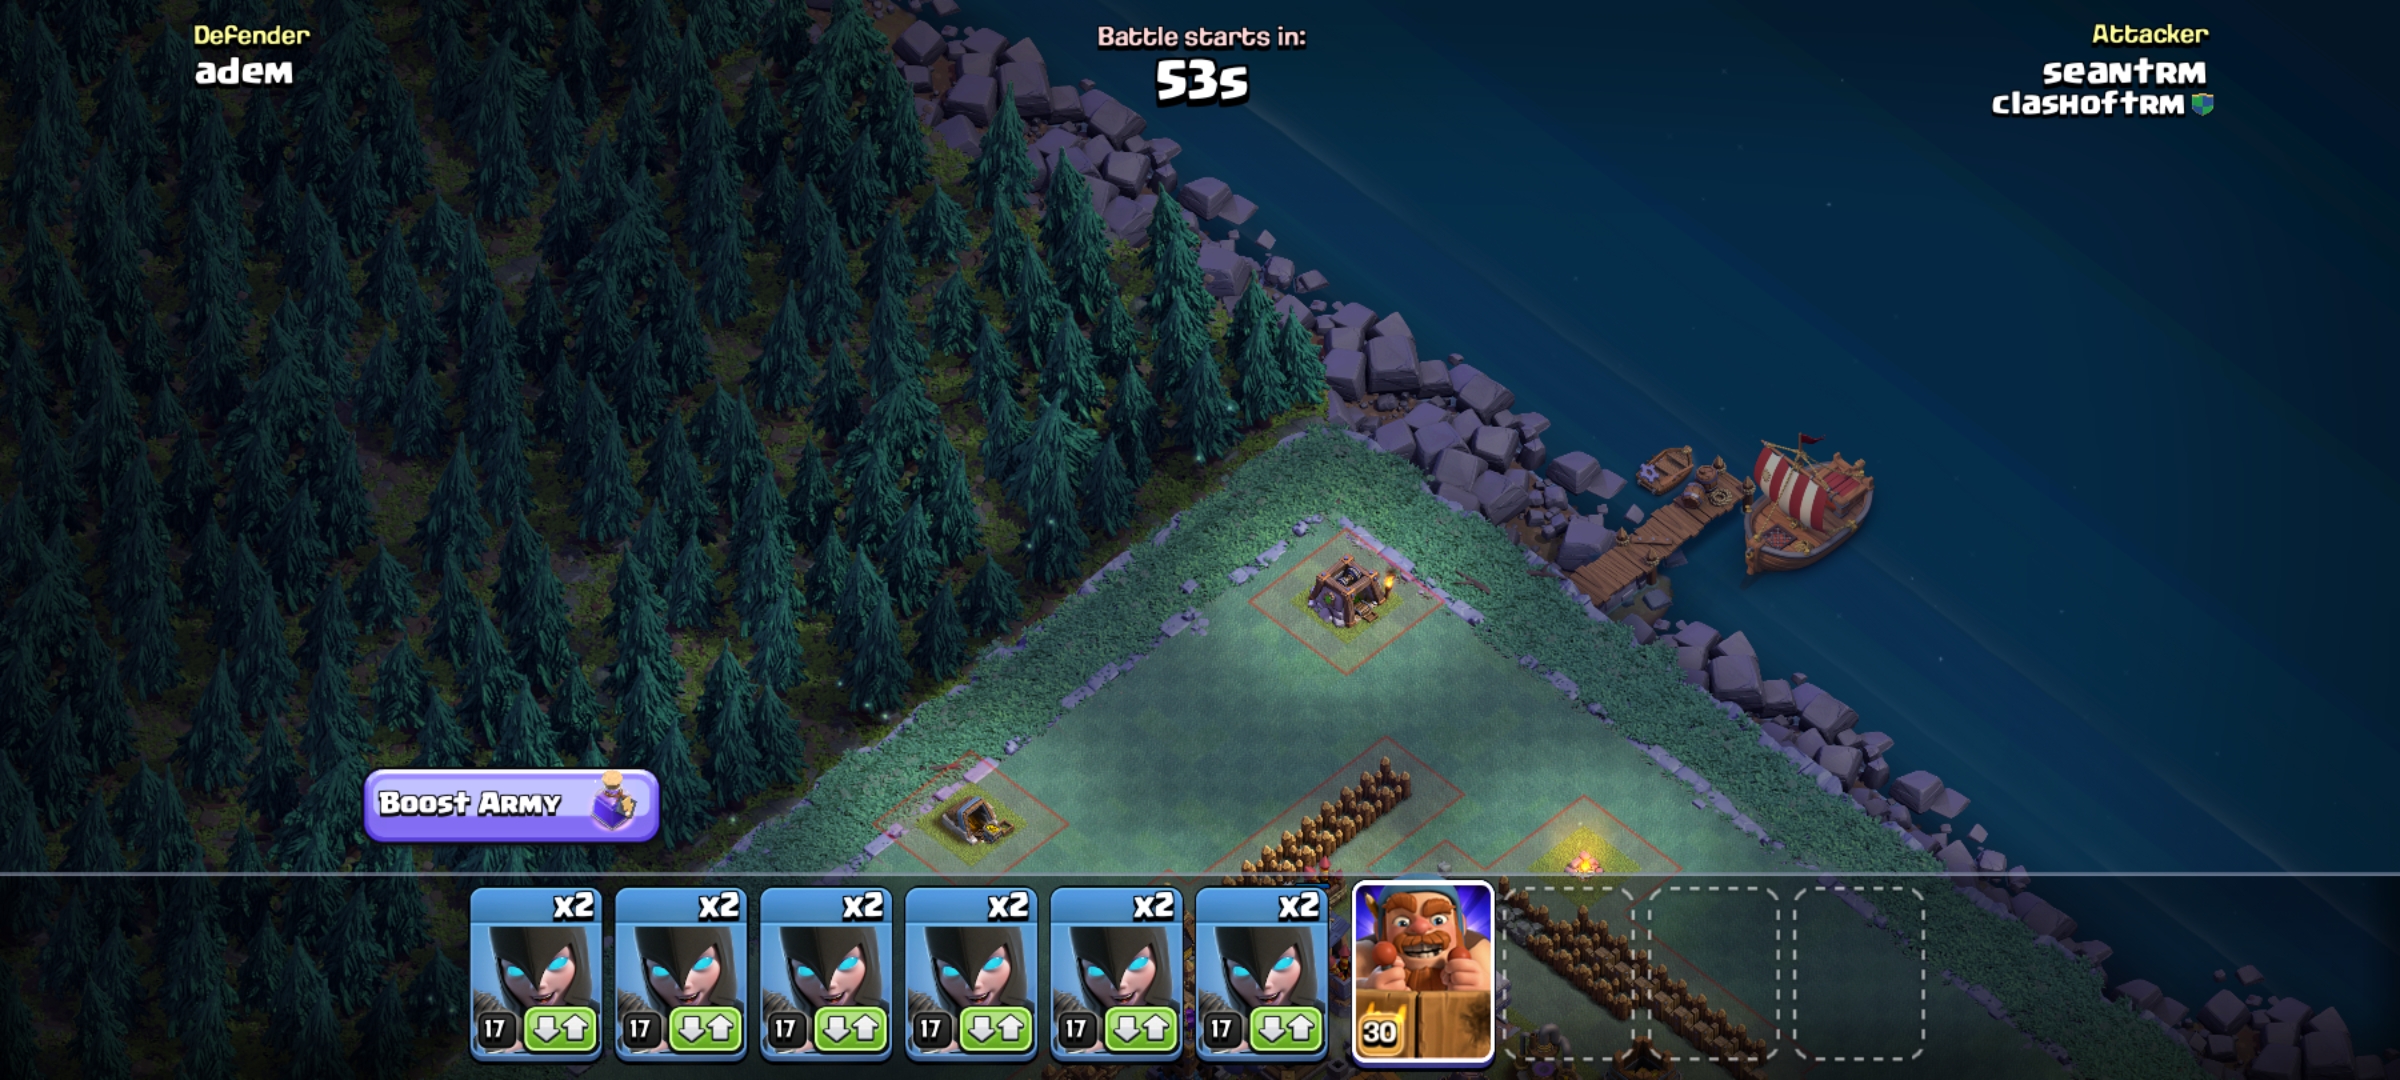 Defender
adem
Battle starts in:
53s
Attacker
seantRM
clashoftRM
Boost Army
x2
x2
x2
x2
x2
x2
17
17
17
17
17
17
30